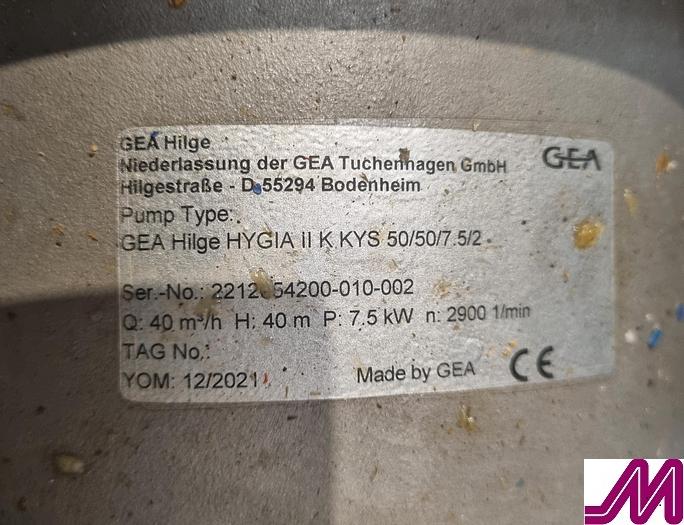 GEA Hilge
Niederlassung der GEA Tuchenhagen GmbH
Hilgestraße - D-55294 Bodenheim
GEA
Pump Type:
GEA Hilge HYGIA II K KYS 50/50/7.5/2
Ser.-No.:
Q: 40 m³/h H: 40 m P: 7.5 kW n: 2900 1/min
TAG No.:
YOM: 12/2021
Made by GEA CE
M